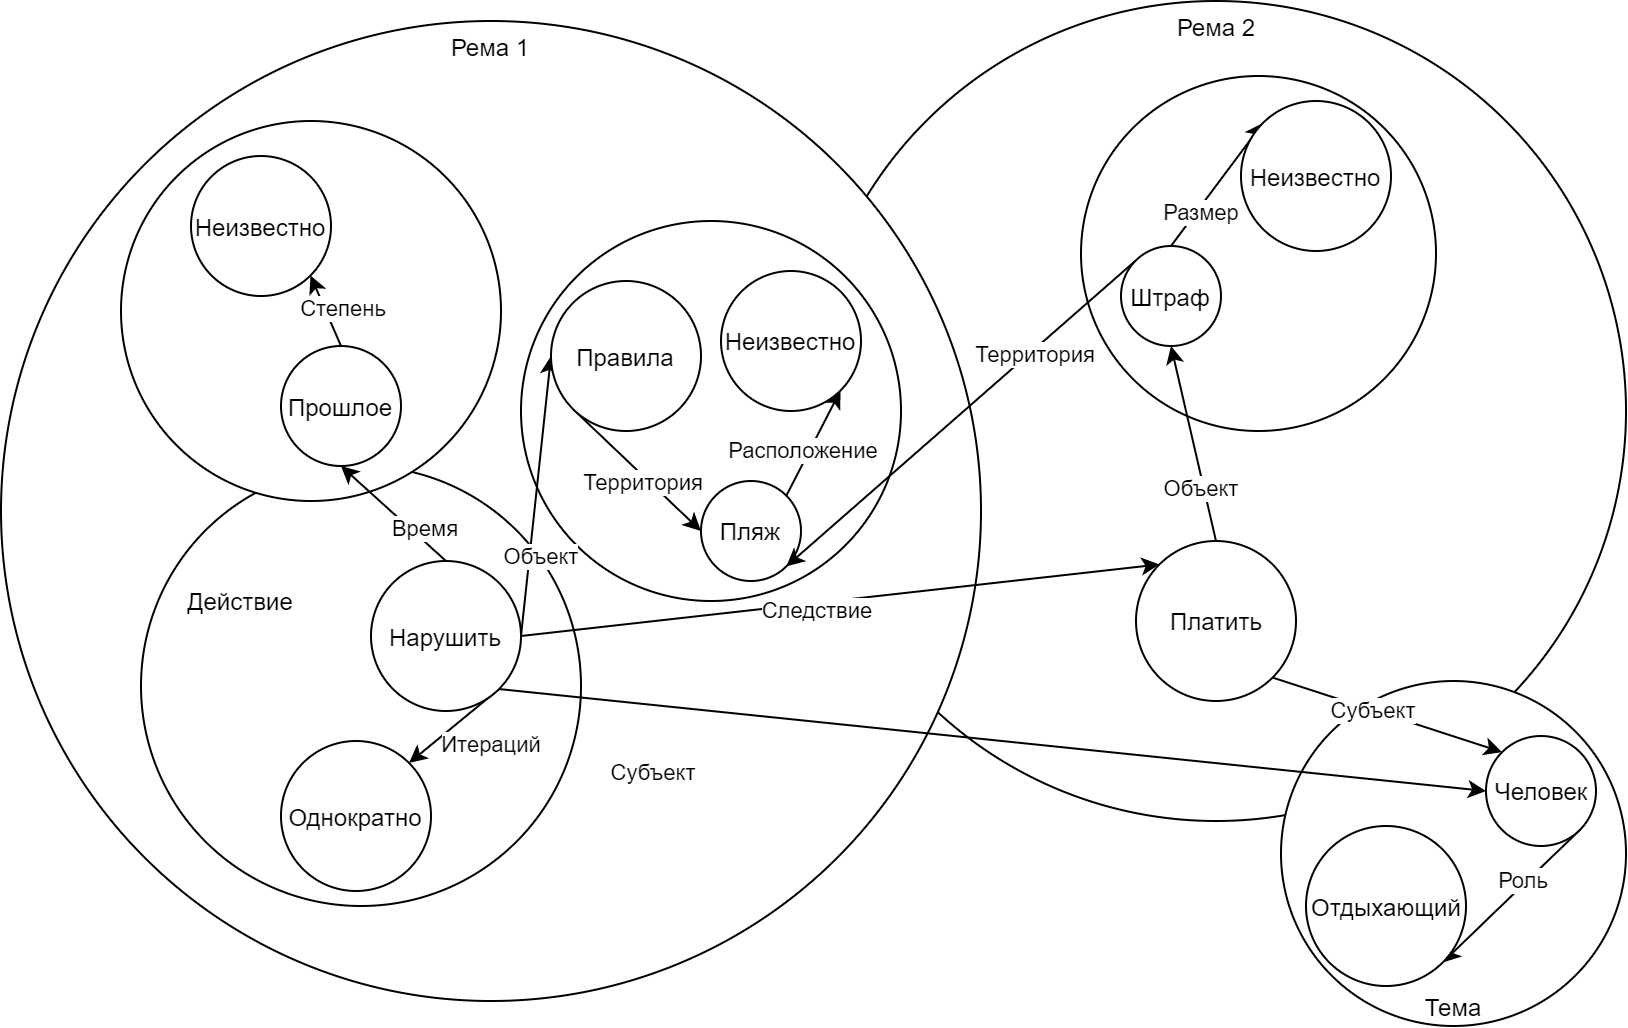 Рема 1
Рема 2
Неизвестно
Степень
Прошлое
Время
Действие
Нарушить
Итераций
Однократно
Объект
Правила
Неизвестно
Расположение
Территория
Пляж
Следствие
Субъект
Неизвестно
Размер
Штраф
Территория
Объект
Платить
Субъект
Человек
Роль
Отдыхающий
Тема